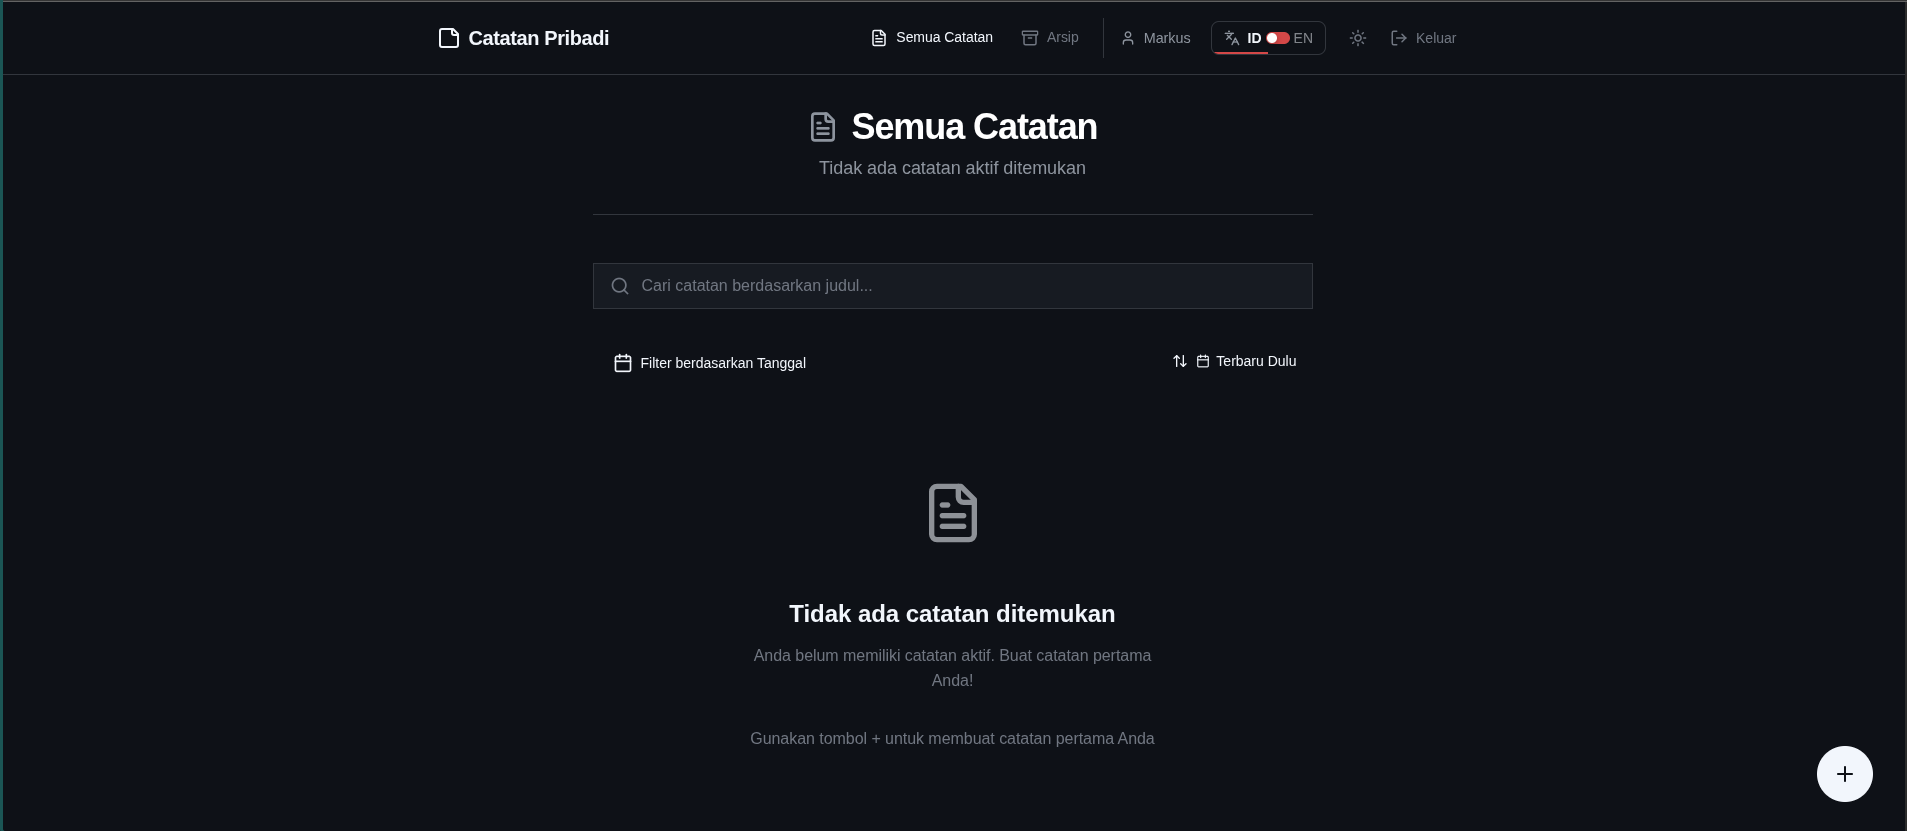 Catatan Pribadi
Semua Catatan
Arsip
Markus
ID
EN
Keluar
Semua Catatan
Tidak ada catatan aktif ditemukan
Cari catatan berdasarkan judul...
Filter berdasarkan Tanggal
Terbaru Dulu
Tidak ada catatan ditemukan
Anda belum memiliki catatan aktif. Buat catatan pertama
Anda!
Gunakan tombol + untuk membuat catatan pertama Anda